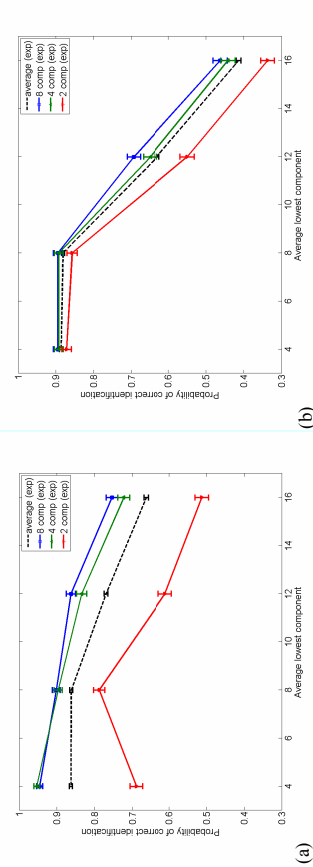 (a)
Probability of correct identification
1
0.9
0.8
0.7
0.6
0.5
0.4
0.3
4
6
8
10
12
14
16
Average lowest component
average (exp)
8 comp (exp)
4 comp (exp)
2 comp (exp)
(b)
Probability of correct identification
1
0.9
0.8
0.7
0.6
0.5
0.4
0.3
4
6
8
10
12
14
16
Average lowest component
average (exp)
8 comp (exp)
4 comp (exp)
2 comp (exp)